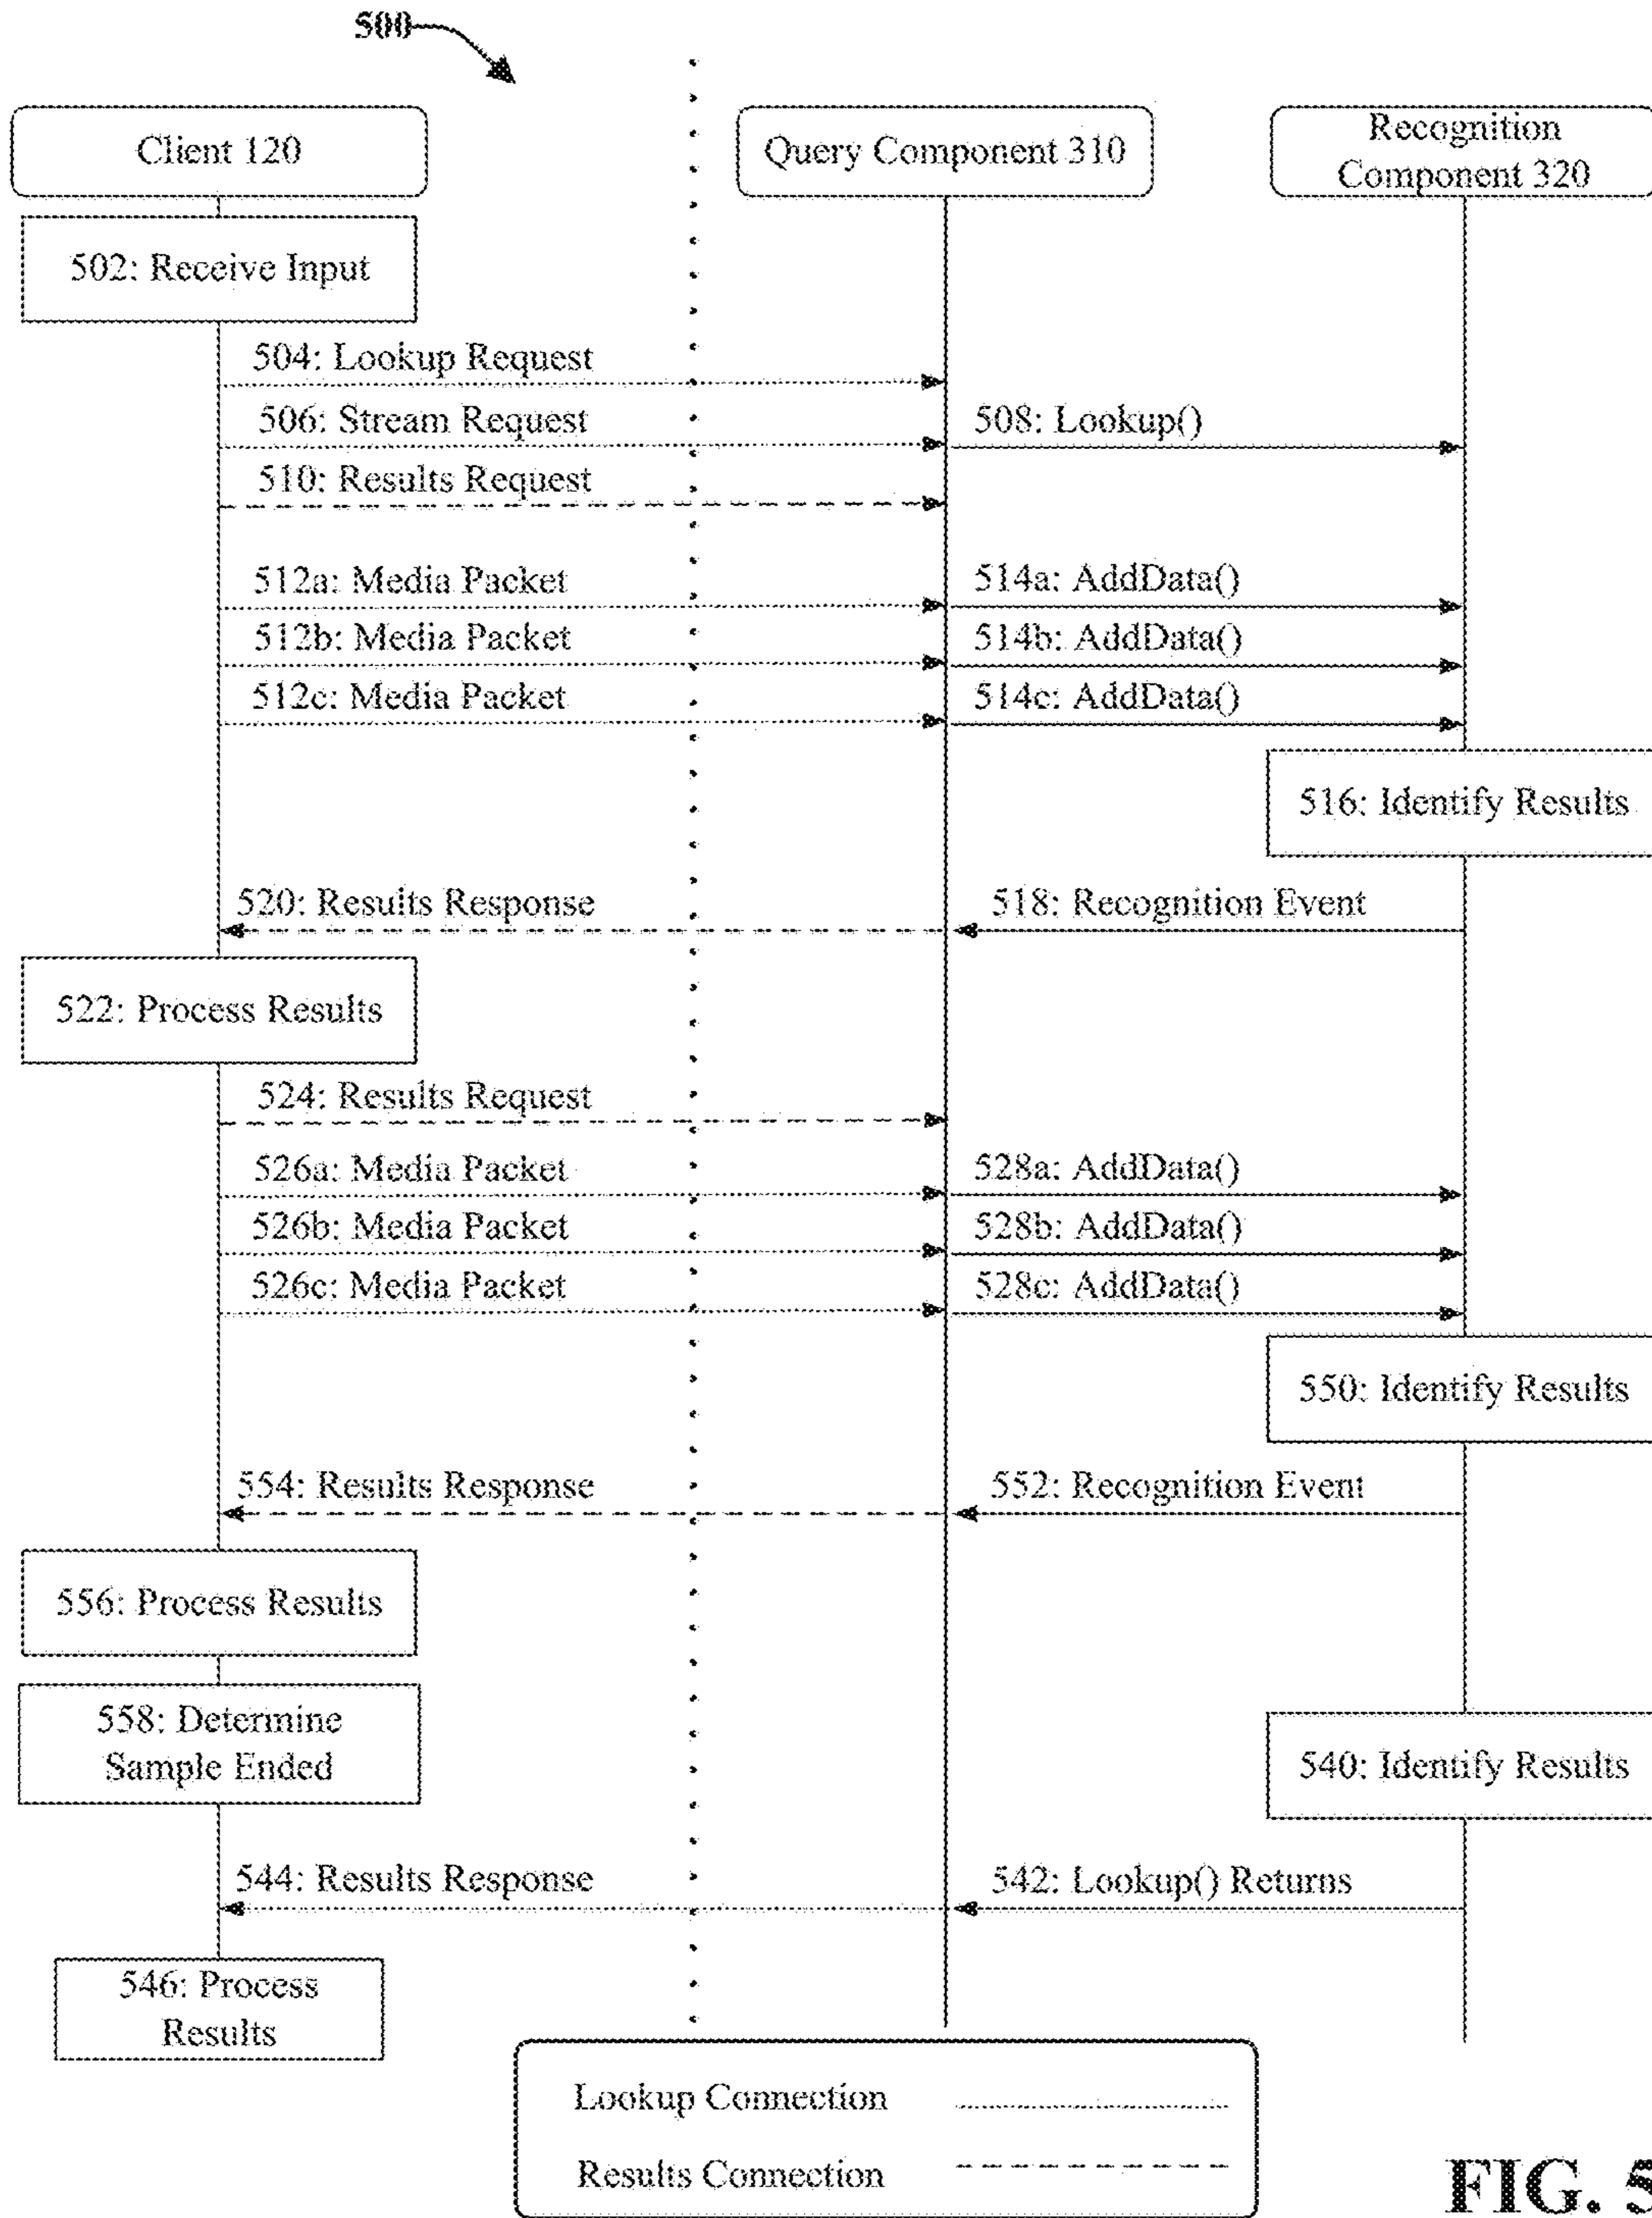 500
Client 120
Query Component 310
Recognition
Component 320
502: Receive Input
504: Lookup Request
506: Stream Request
508: Lookup()
510: Results Request
512a: Media Packet
514a: AddData()
512b: Media Packet
514b: AddData()
512c: Media Packet
514c: AddData()
516: Identify Results
520: Results Response
518: Recognition Event
522: Process Results
524: Results Request
526a: Media Packet
528a: AddData()
526b: Media Packet
528b: AddData()
526c: Media Packet
528c: AddData()
550: Identify Results
554: Results Response
552: Recognition Event
556: Process Results
558: Determine
Sample Ended
540: Identify Results
544: Results Response
542: Lookup() Returns
546: Process
Results
Lookup Connection
Results Connection
FIG. 5